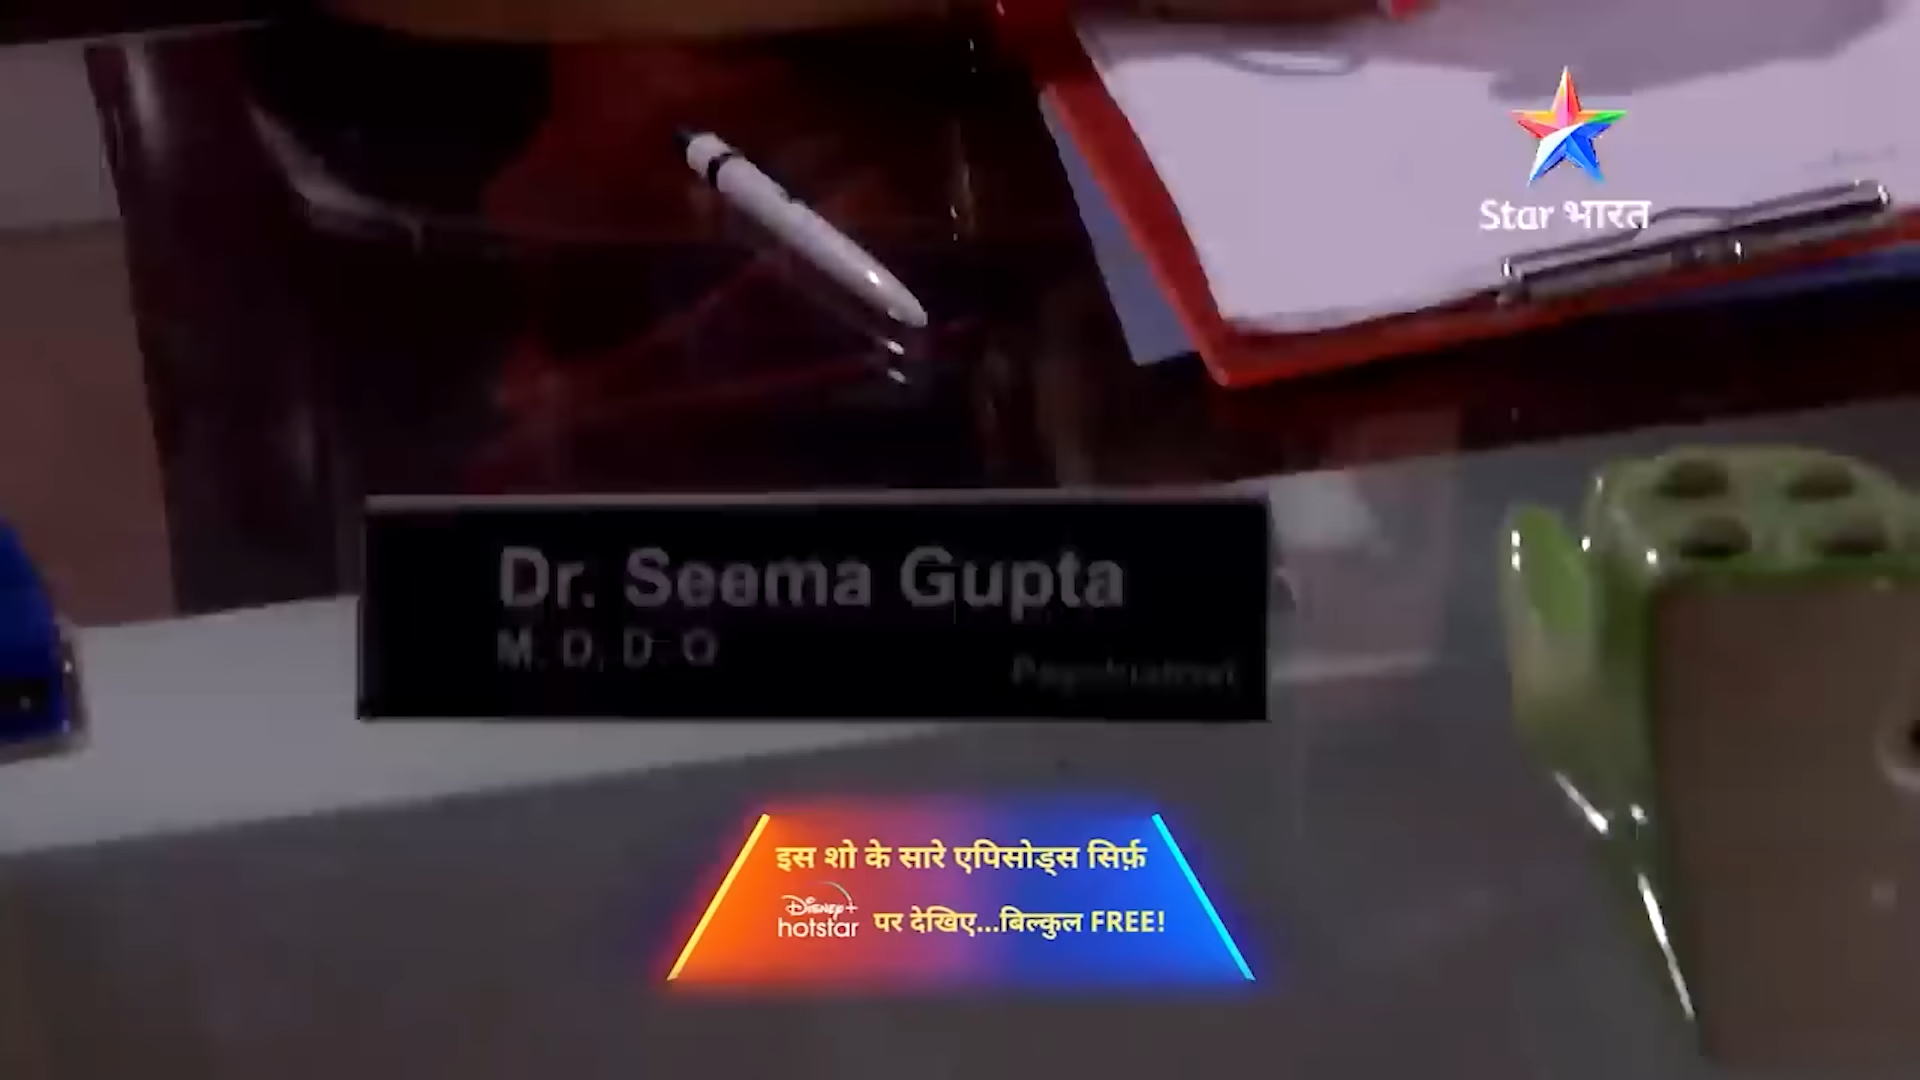 Star भारत
Dr. Seema Gupta
M. D, D. O
इस शो के सारे एपिसोड्स सिर्फ़
Disney+ hotstar पर देखिए...बिल्कुल FREE!